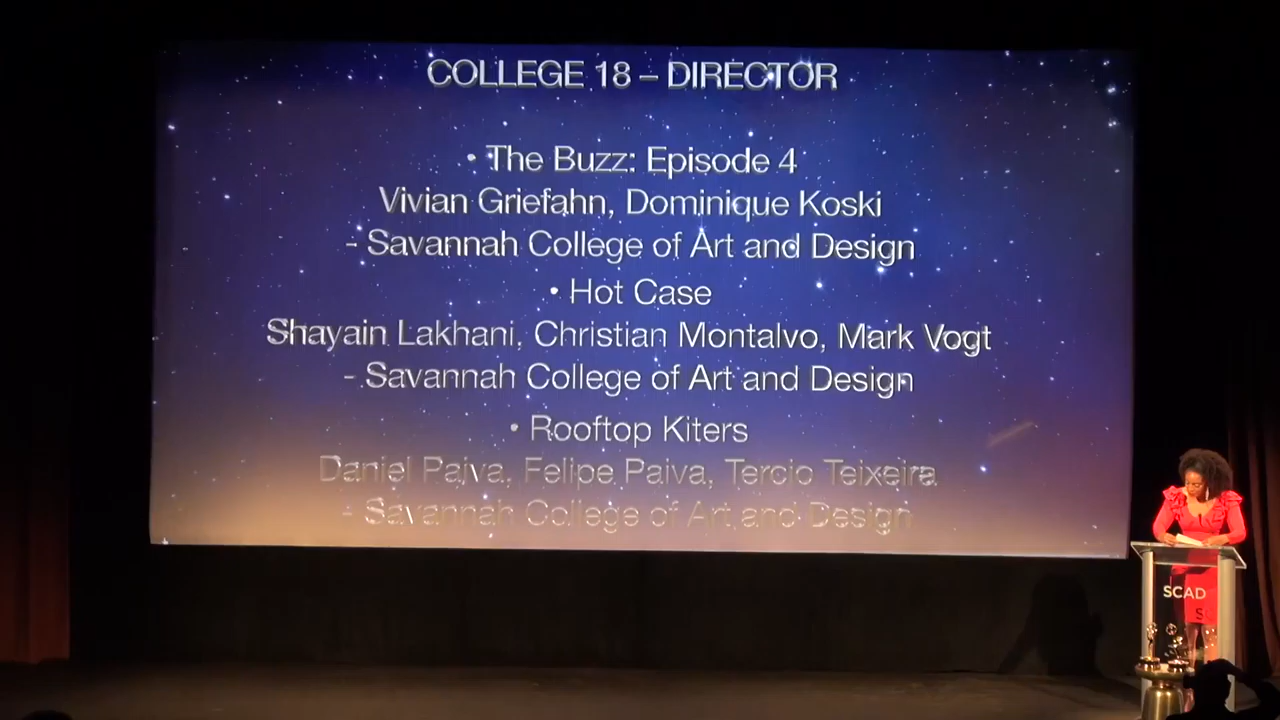 COLLEGE 18 – DIRECTOR
• The Buzz: Episode 4
Vivian Griefahn, Dominique Koski
- Savannah College of Art and Design
• Hot Case
Shayain Lakhani, Christian Montalvo, Mark Vogt
- Savannah College of Art and Design
• Rooftop Kiters
Daniel Paiva, Felipe Paiva, Tercio Teixeira
- Savannah College of Art and Design
SCAD